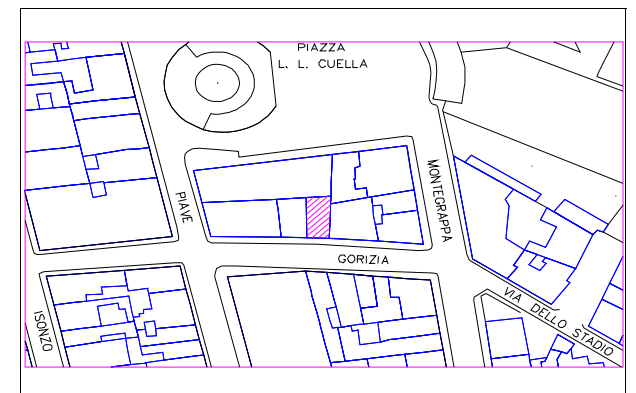 PIAZZA
L. L. CUELLA
MONTEGRAPPA
PIAVE
GORIZIA
ISONZO
VIA DELLO STADIO